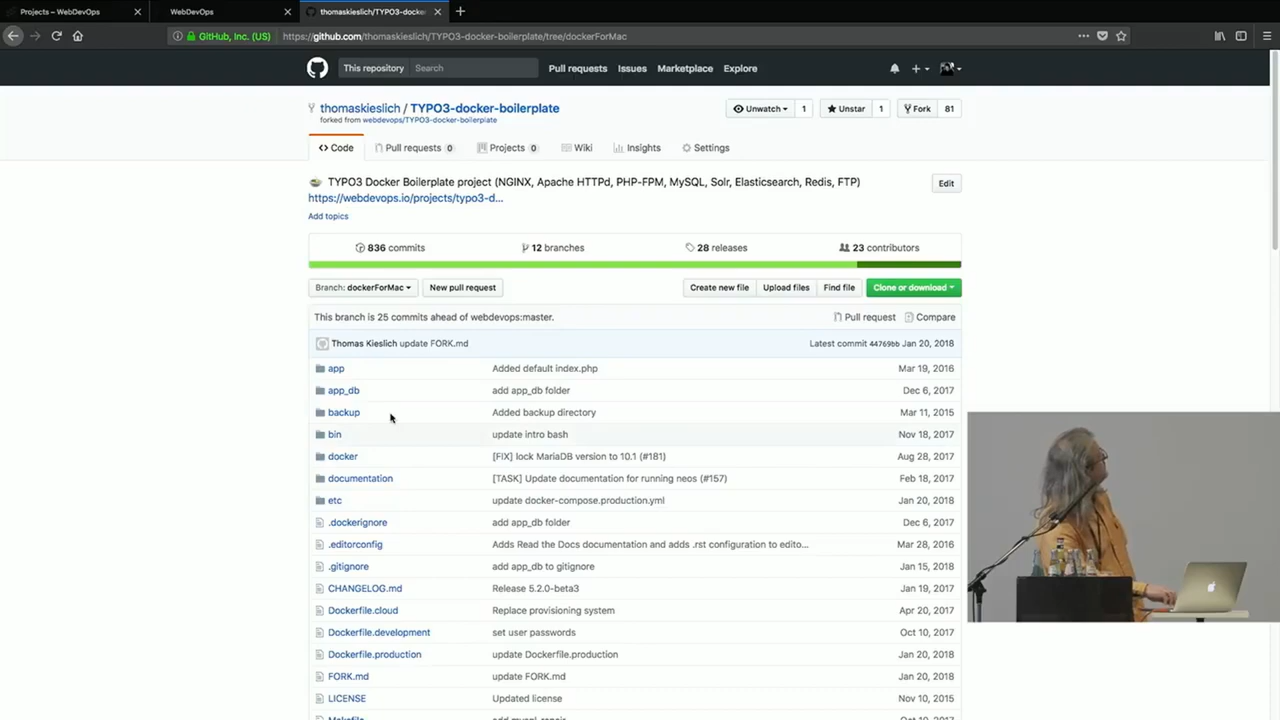 Projects – WebDevOps
WebDevOps
thomaskieslich/TYPO3-docker-
GitHub, Inc. (US)
https://github.com/thomaskieslich/TYPO3-docker-boilerplate/tree/dockerForMac
This repository Search Pull requests Issues Marketplace Explore
thomaskieslich / TYPO3-docker-boilerplate
Unwatch 1 Unstar 1 Fork 81
forked from webdevops/TYPO3-docker-boilerplate
Code Pull requests 0 Projects 0 Wiki Insights Settings
TYPO3 Docker Boilerplate project (NGINX, Apache HTTPd, PHP-FPM, MySQL, Solr, Elasticsearch, Redis, FTP)
Edit
https://webdevops.io/projects/typo3-d...
Add topics
836 commits 12 branches 28 releases 23 contributors
Branch: dockerForMac New pull request Create new file Upload files Find file Clone or download
This branch is 25 commits ahead of webdevops:master. Pull request Compare
Thomas Kieslich update FORK.md Latest commit 44769bb Jan 20, 2018
app Added default index.php Mar 19, 2016
app_db add app_db folder Dec 6, 2017
backup Added backup directory Mar 11, 2015
bin update intro bash Nov 18, 2017
docker [FIX] lock MariaDB version to 10.1 (#181) Aug 28, 2017
documentation [TASK] Update documentation for running neos (#157) Feb 18, 2017
etc update docker-compose.production.yml Jan 20, 2018
.dockerignore add app_db folder Dec 6, 2017
.editorconfig Adds Read the Docs documentation and adds .rst configuration to edito... Mar 28, 2016
.gitignore add app_db to gitignore Jan 15, 2018
CHANGELOG.md Release 5.2.0-beta3 Jan 19, 2017
Dockerfile.cloud Replace provisioning system Apr 20, 2017
Dockerfile.development set user passwords Oct 10, 2017
Dockerfile.production update Dockerfile.production Jan 20, 2018
FORK.md update FORK.md Jan 20, 2018
LICENSE Updated license Nov 10, 2015